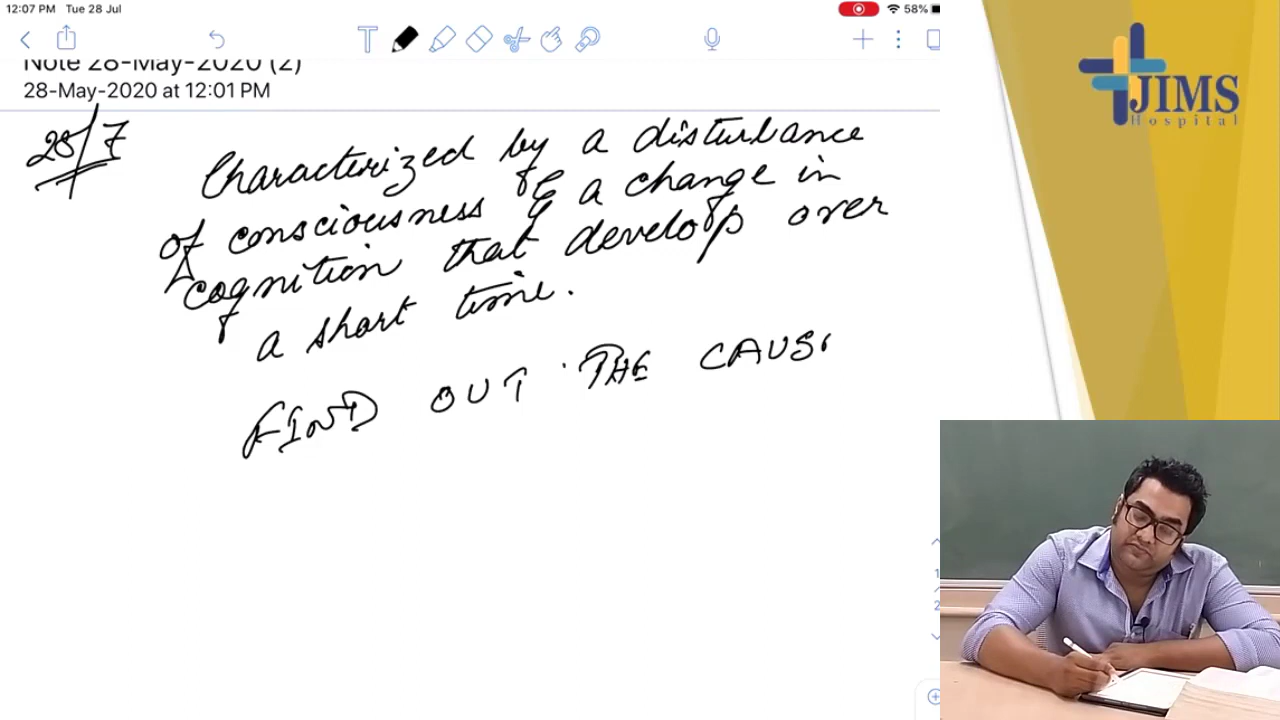 12:07 PM Tue 28 Jul
58%
Note 28-May-2020 (2)
28-May-2020 at 12:01 PM
28/7
Characterized by a disturbance
of consciousness & a change in
cognition that develop over
a short time.
FIND OUT THE CAUS
JIMS
Hospital